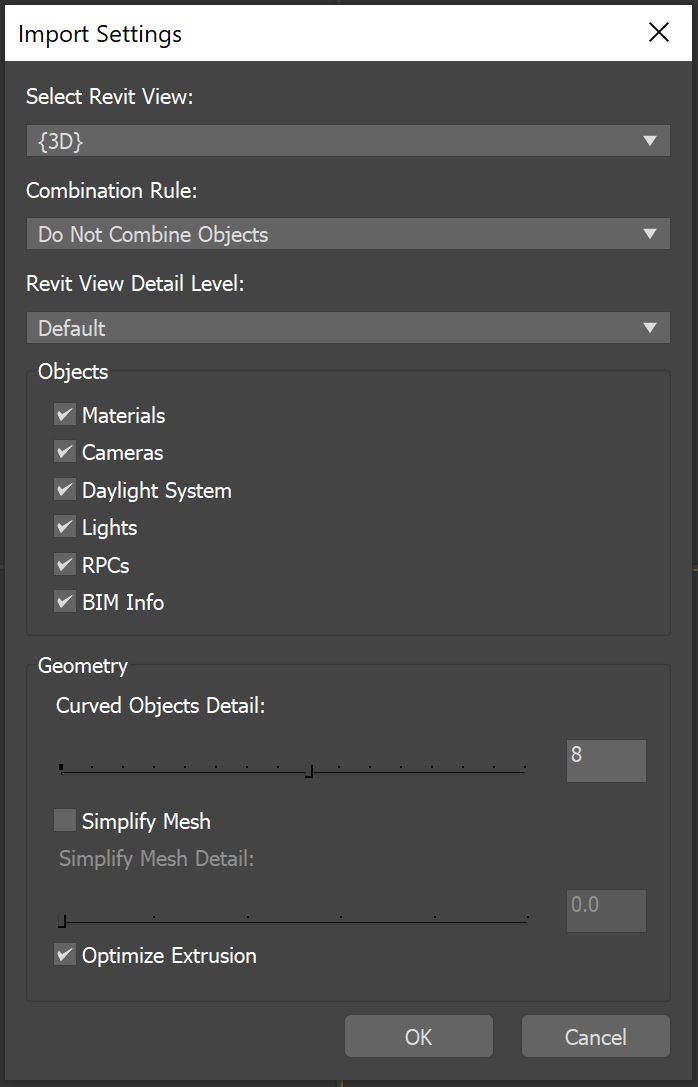 Import Settings
Select Revit View:
{3D}
Combination Rule:
Do Not Combine Objects
Revit View Detail Level:
Default
Objects
Materials
Cameras
Daylight System
Lights
RPCs
BIM Info
Geometry
Curved Objects Detail:
8
Simplify Mesh
Simplify Mesh Detail:
0.0
Optimize Extrusion
OK Cancel